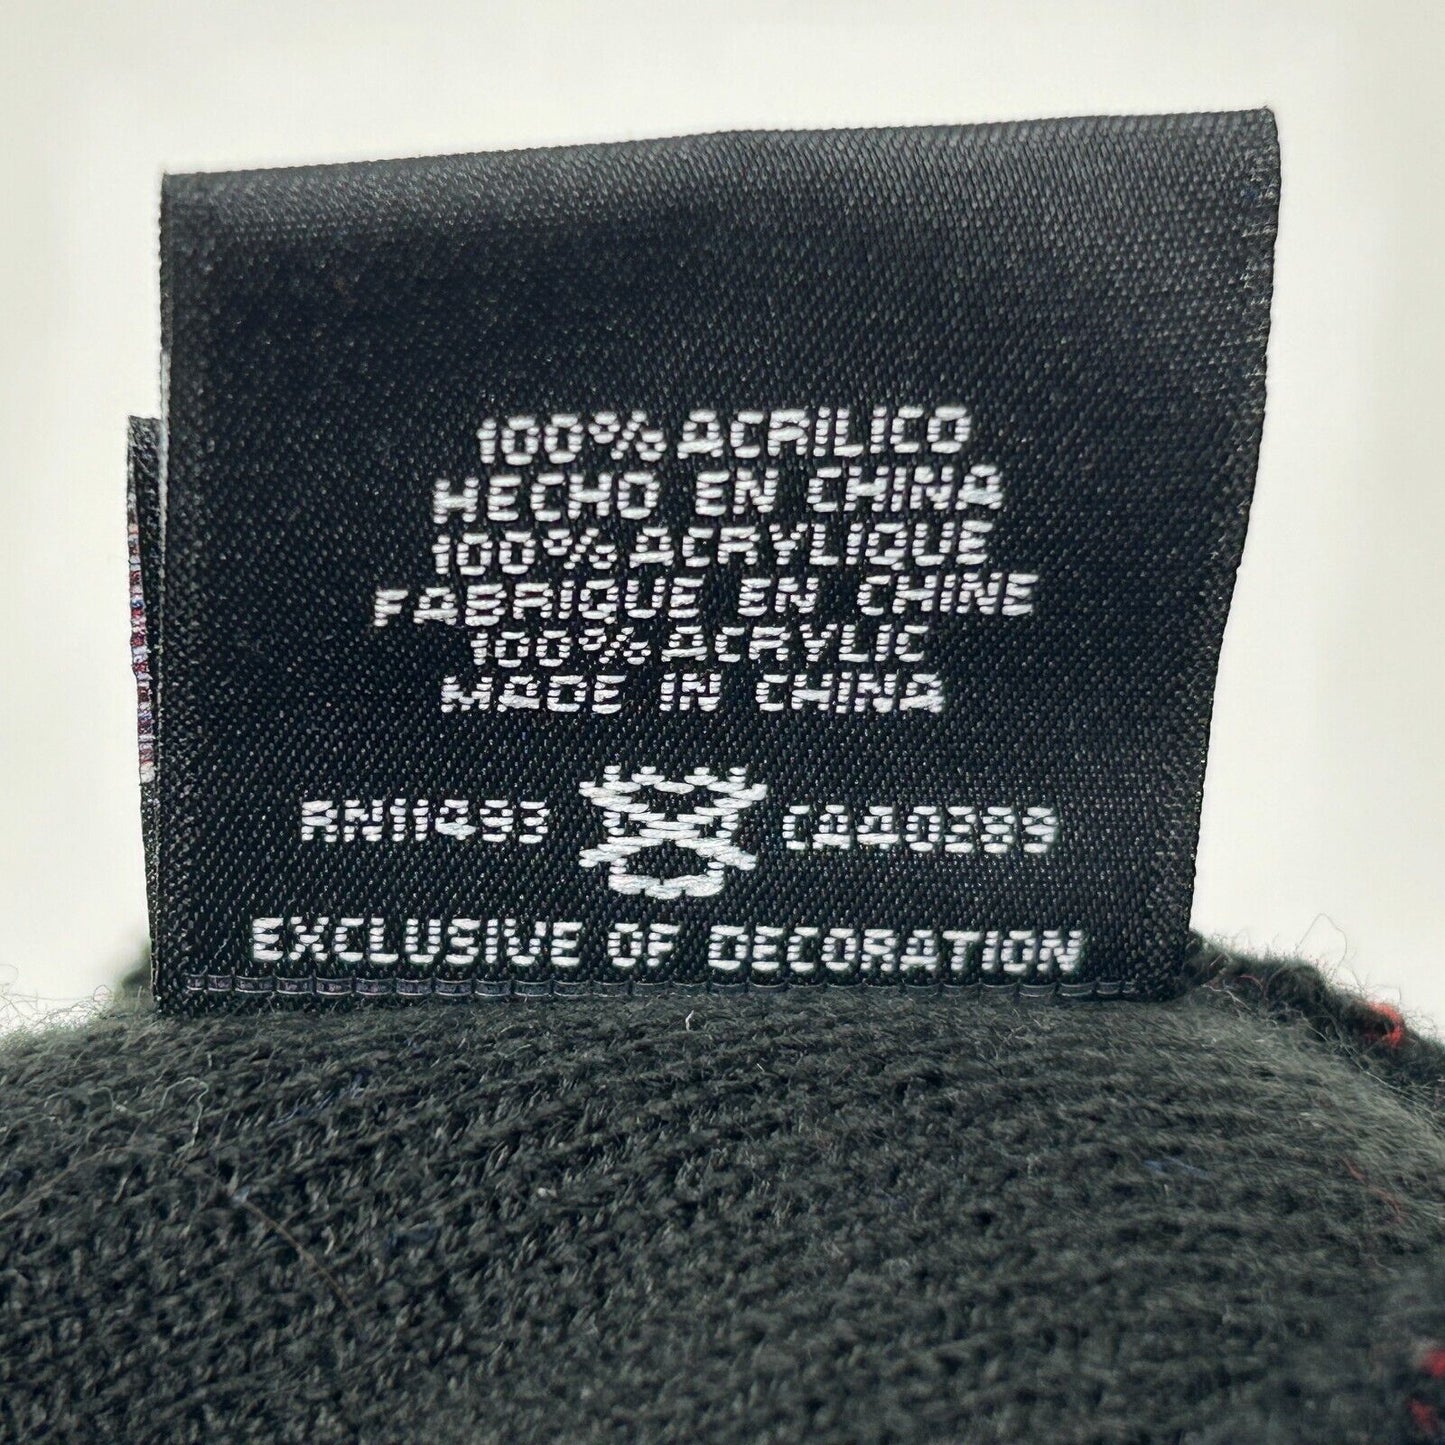 100% ACRILICO
HECHO EN CHINA
100% ACRYLIQUE
FABRIQUE EN CHINE
100% ACRYLIC
MADE IN CHINA
RN11493 CA40399
EXCLUSIVE OF DECORATION